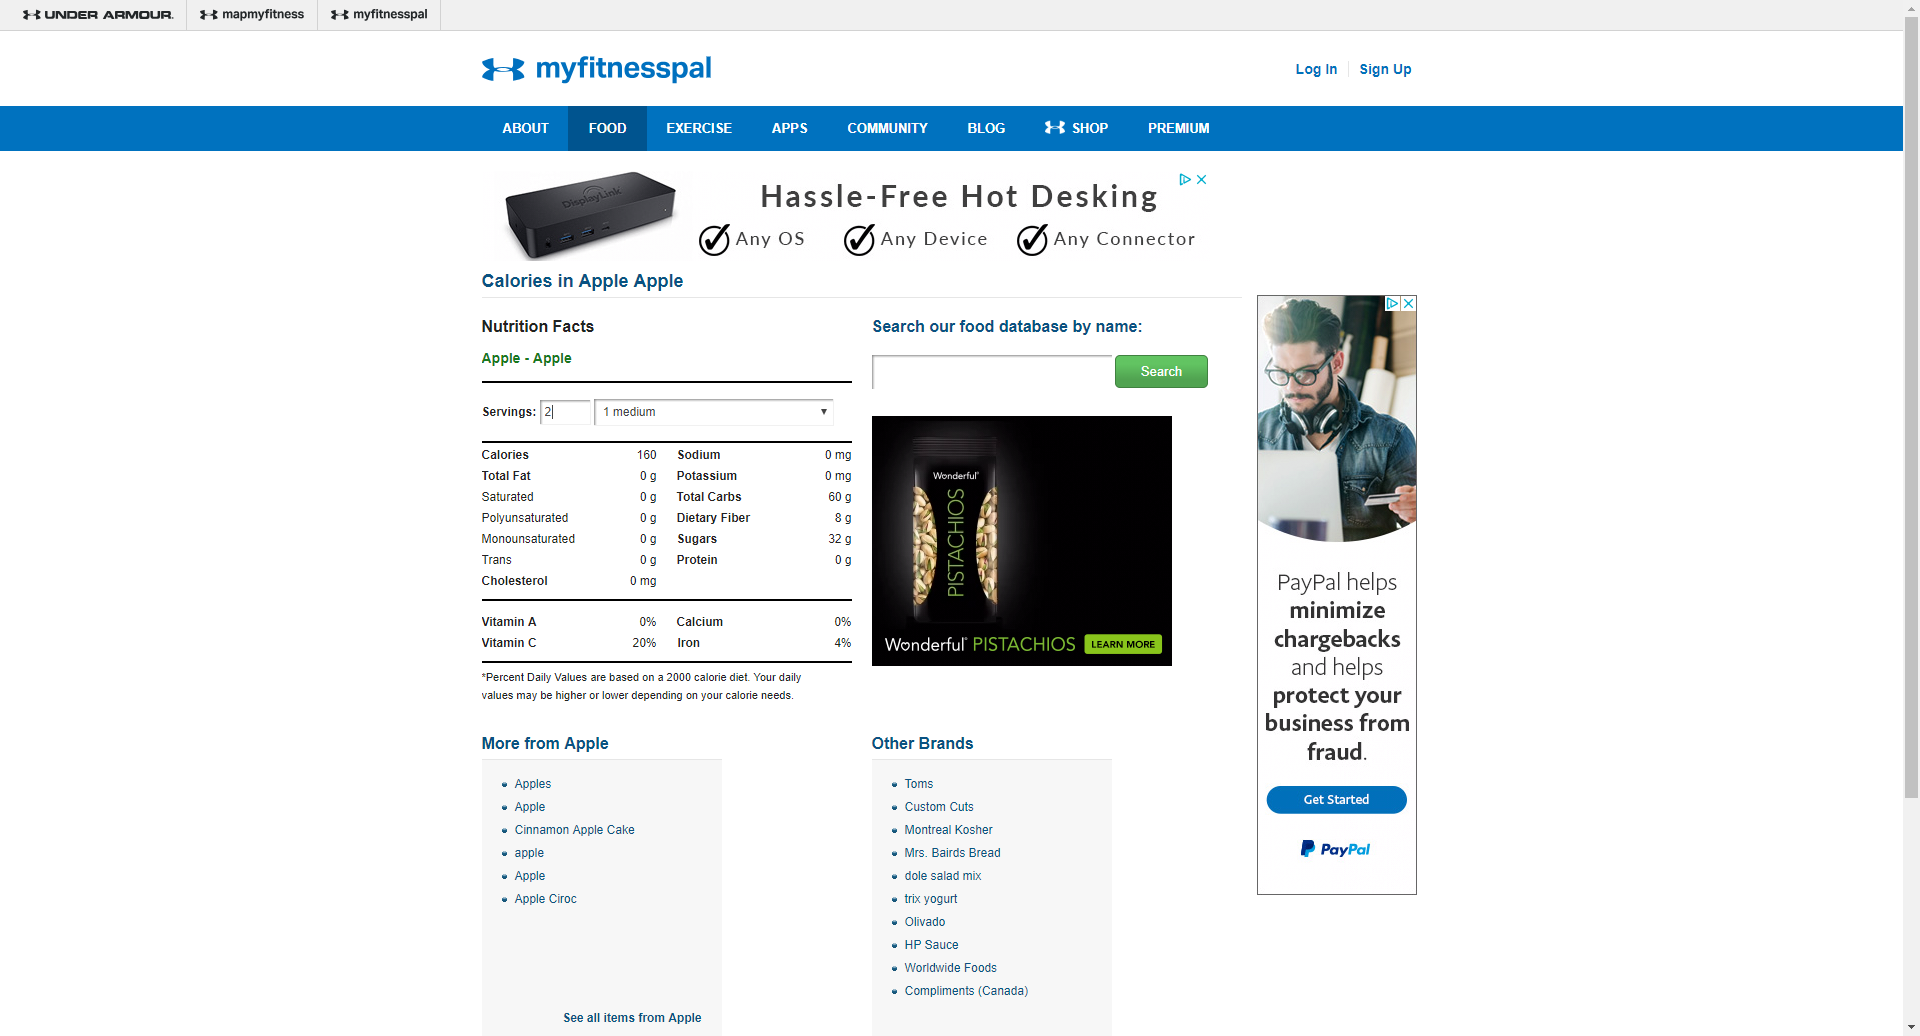 UNDER ARMOUR
mapmyfitness
myfitnesspal
myfitnesspal
Log In
Sign Up
ABOUT
FOOD
EXERCISE
APPS
COMMUNITY
BLOG
SHOP
PREMIUM
DisplayLink
Hassle-Free Hot Desking
Any OS
Any Device
Any Connector
Calories in Apple Apple
Nutrition Facts
Apple - Apple
Servings: 2 1 medium
Calories 160 Sodium 0 mg
Total Fat 0 g Potassium 0 mg
Saturated 0 g Total Carbs 60 g
Polyunsaturated 0 g Dietary Fiber 8 g
Monounsaturated 0 g Sugars 32 g
Trans 0 g Protein 0 g
Cholesterol 0 mg
Vitamin A 0% Calcium 0%
Vitamin C 20% Iron 4%
*Percent Daily Values are based on a 2000 calorie diet. Your daily
values may be higher or lower depending on your calorie needs.
Search our food database by name:
Search
Wonderful
PISTACHIOS
Wonderful PISTACHIOS
LEARN MORE
PayPal helps
minimize
chargebacks
and helps
protect your
business from
fraud.
Get Started
PayPal
More from Apple
Apples
Apple
Cinnamon Apple Cake
apple
Apple
Apple Ciroc
See all items from Apple
Other Brands
Toms
Custom Cuts
Montreal Kosher
Mrs. Bairds Bread
dole salad mix
trix yogurt
Olivado
HP Sauce
Worldwide Foods
Compliments (Canada)